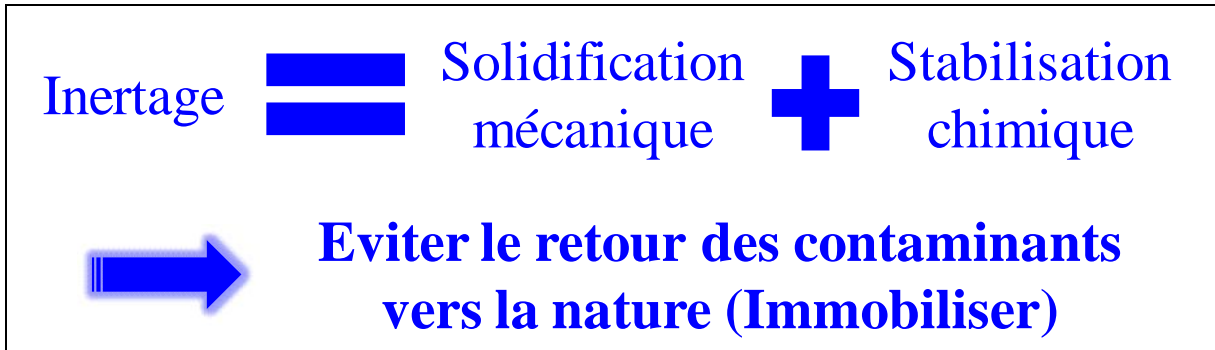 Inertage = Solidification mécanique + Stabilisation chimique
Eviter le retour des contaminants
vers la nature (Immobiliser)